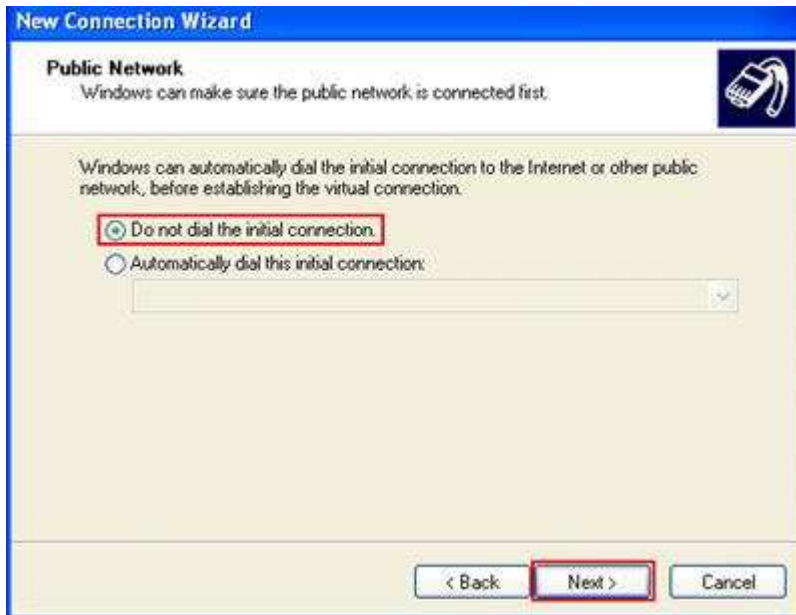 New Connection Wizard
Public Network
Windows can make sure the public network is connected first.
Windows can automatically dial the initial connection to the Internet or other public
network, before establishing the virtual connection.
Do not dial the initial connection.
Automatically dial this initial connection:
< Back Next > Cancel